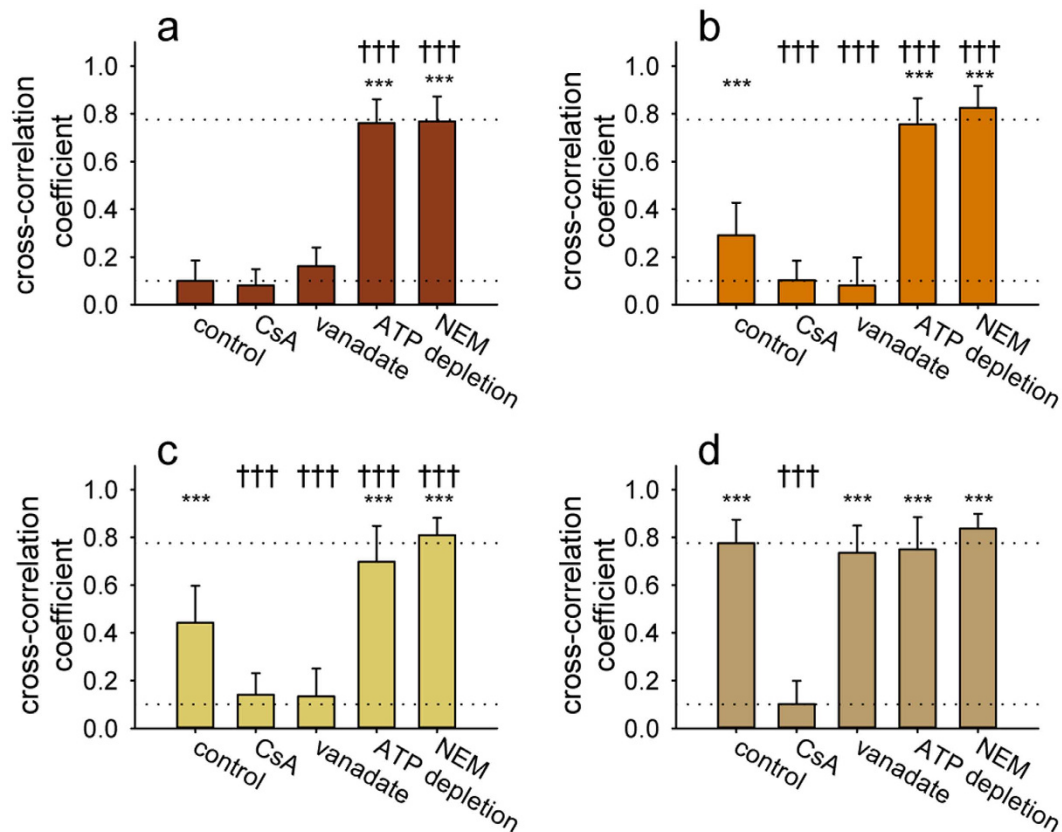 a
††† †††
*** ***
cross-correlation
coefficient
1.0
0.8
0.6
0.4
0.2
0.0
control
CsA
vanadate
ATP depletion
NEM
b
††† ††† ††† †††
*** *** ***
cross-correlation
coefficient
1.0
0.8
0.6
0.4
0.2
0.0
control
CsA
vanadate
ATP depletion
NEM
c
††† ††† ††† †††
*** *** ***
cross-correlation
coefficient
1.0
0.8
0.6
0.4
0.2
0.0
control
CsA
vanadate
ATP depletion
NEM
d
†††
*** *** *** ***
cross-correlation
coefficient
1.0
0.8
0.6
0.4
0.2
0.0
control
CsA
vanadate
ATP depletion
NEM